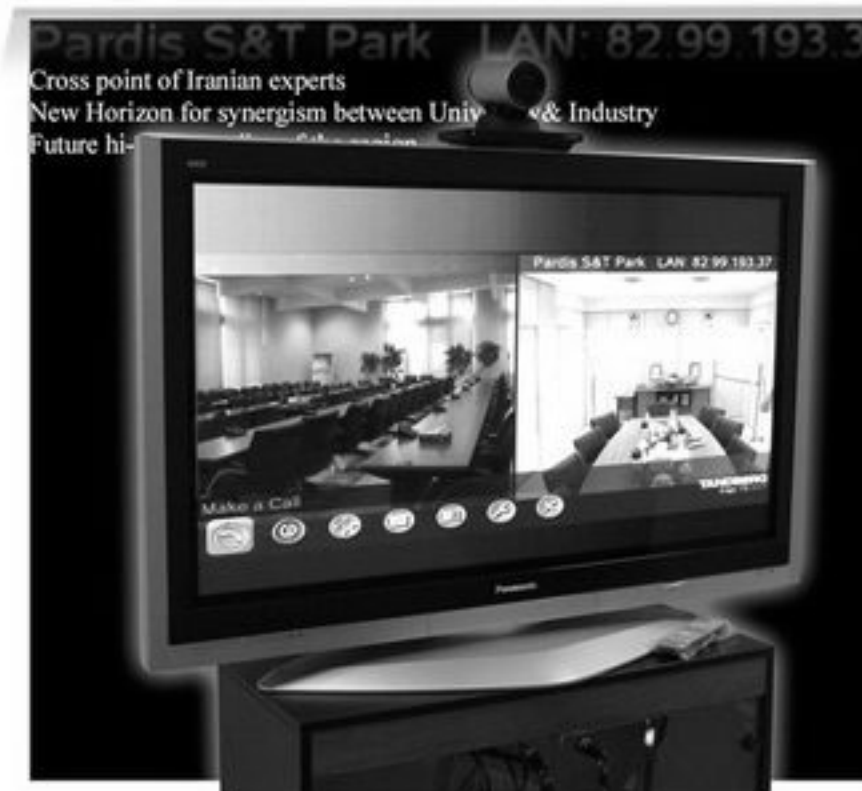 Pardis S&T Park LAN: 82.99.193.3
Cross point of Iranian experts
New Horizon for synergism between Univ y& Industry
Future hi-
Pardis S&T Park LAN: 82.99.193.37
TANDBERG
Make a Call
Panasonic